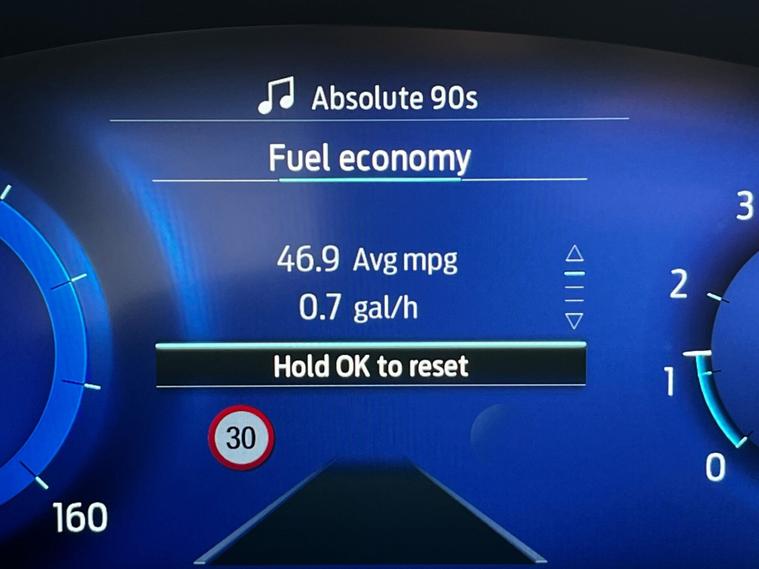 Absolute 90s
Fuel economy
46.9 Avg mpg
0.7 gal/h
Hold OK to reset
30
160
3
2
1
0